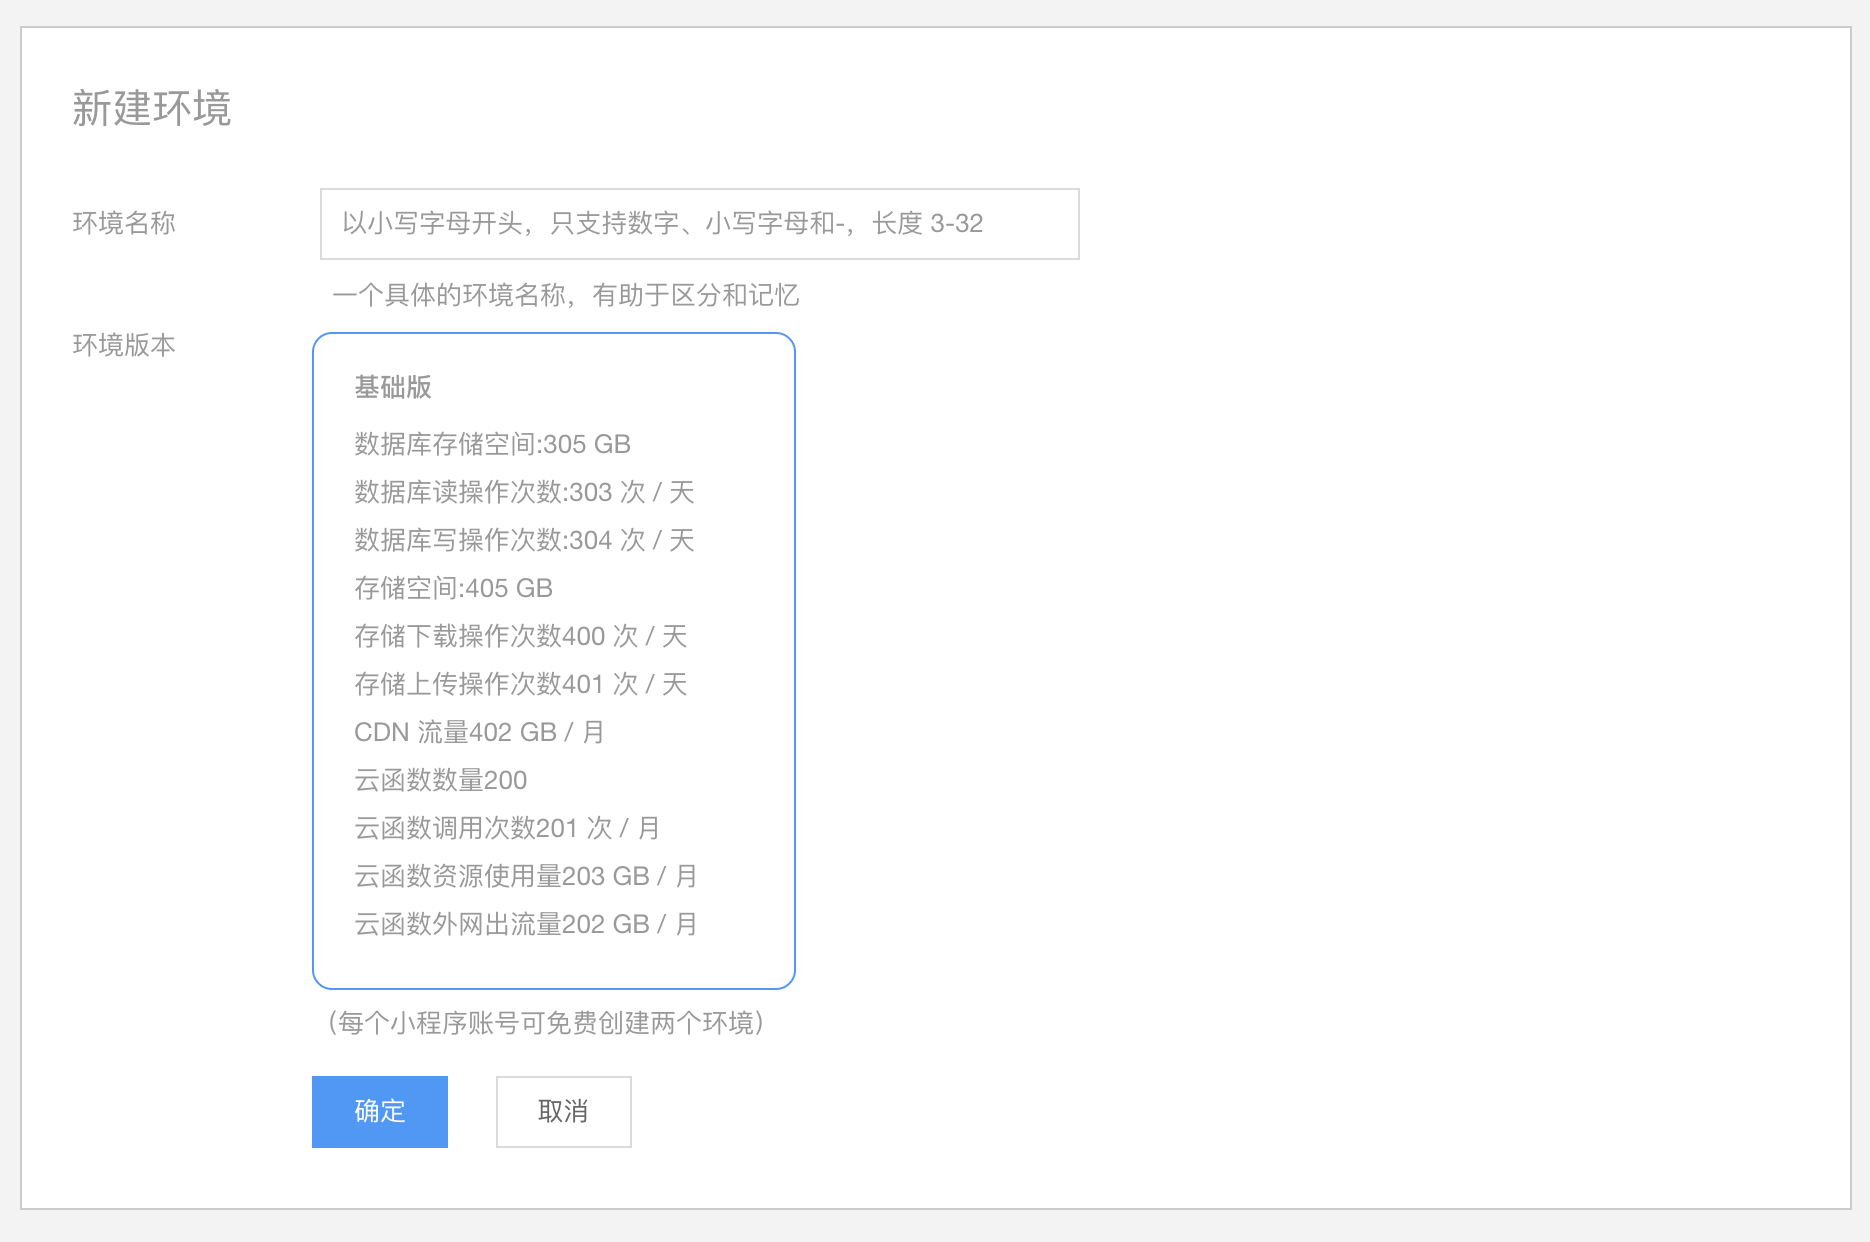 新建环境
环境名称
以小写字母开头，只支持数字、小写字母和-，长度 3-32
一个具体的环境名称，有助于区分和记忆
环境版本
基础版
数据库存储空间:305 GB
数据库读操作次数:303 次 / 天
数据库写操作次数:304 次 / 天
存储空间:405 GB
存储下载操作次数400 次 / 天
存储上传操作次数401 次 / 天
CDN 流量402 GB / 月
云函数数量200
云函数调用次数201 次 / 月
云函数资源使用量203 GB / 月
云函数外网出流量202 GB / 月
（每个小程序账号可免费创建两个环境）
确定
取消